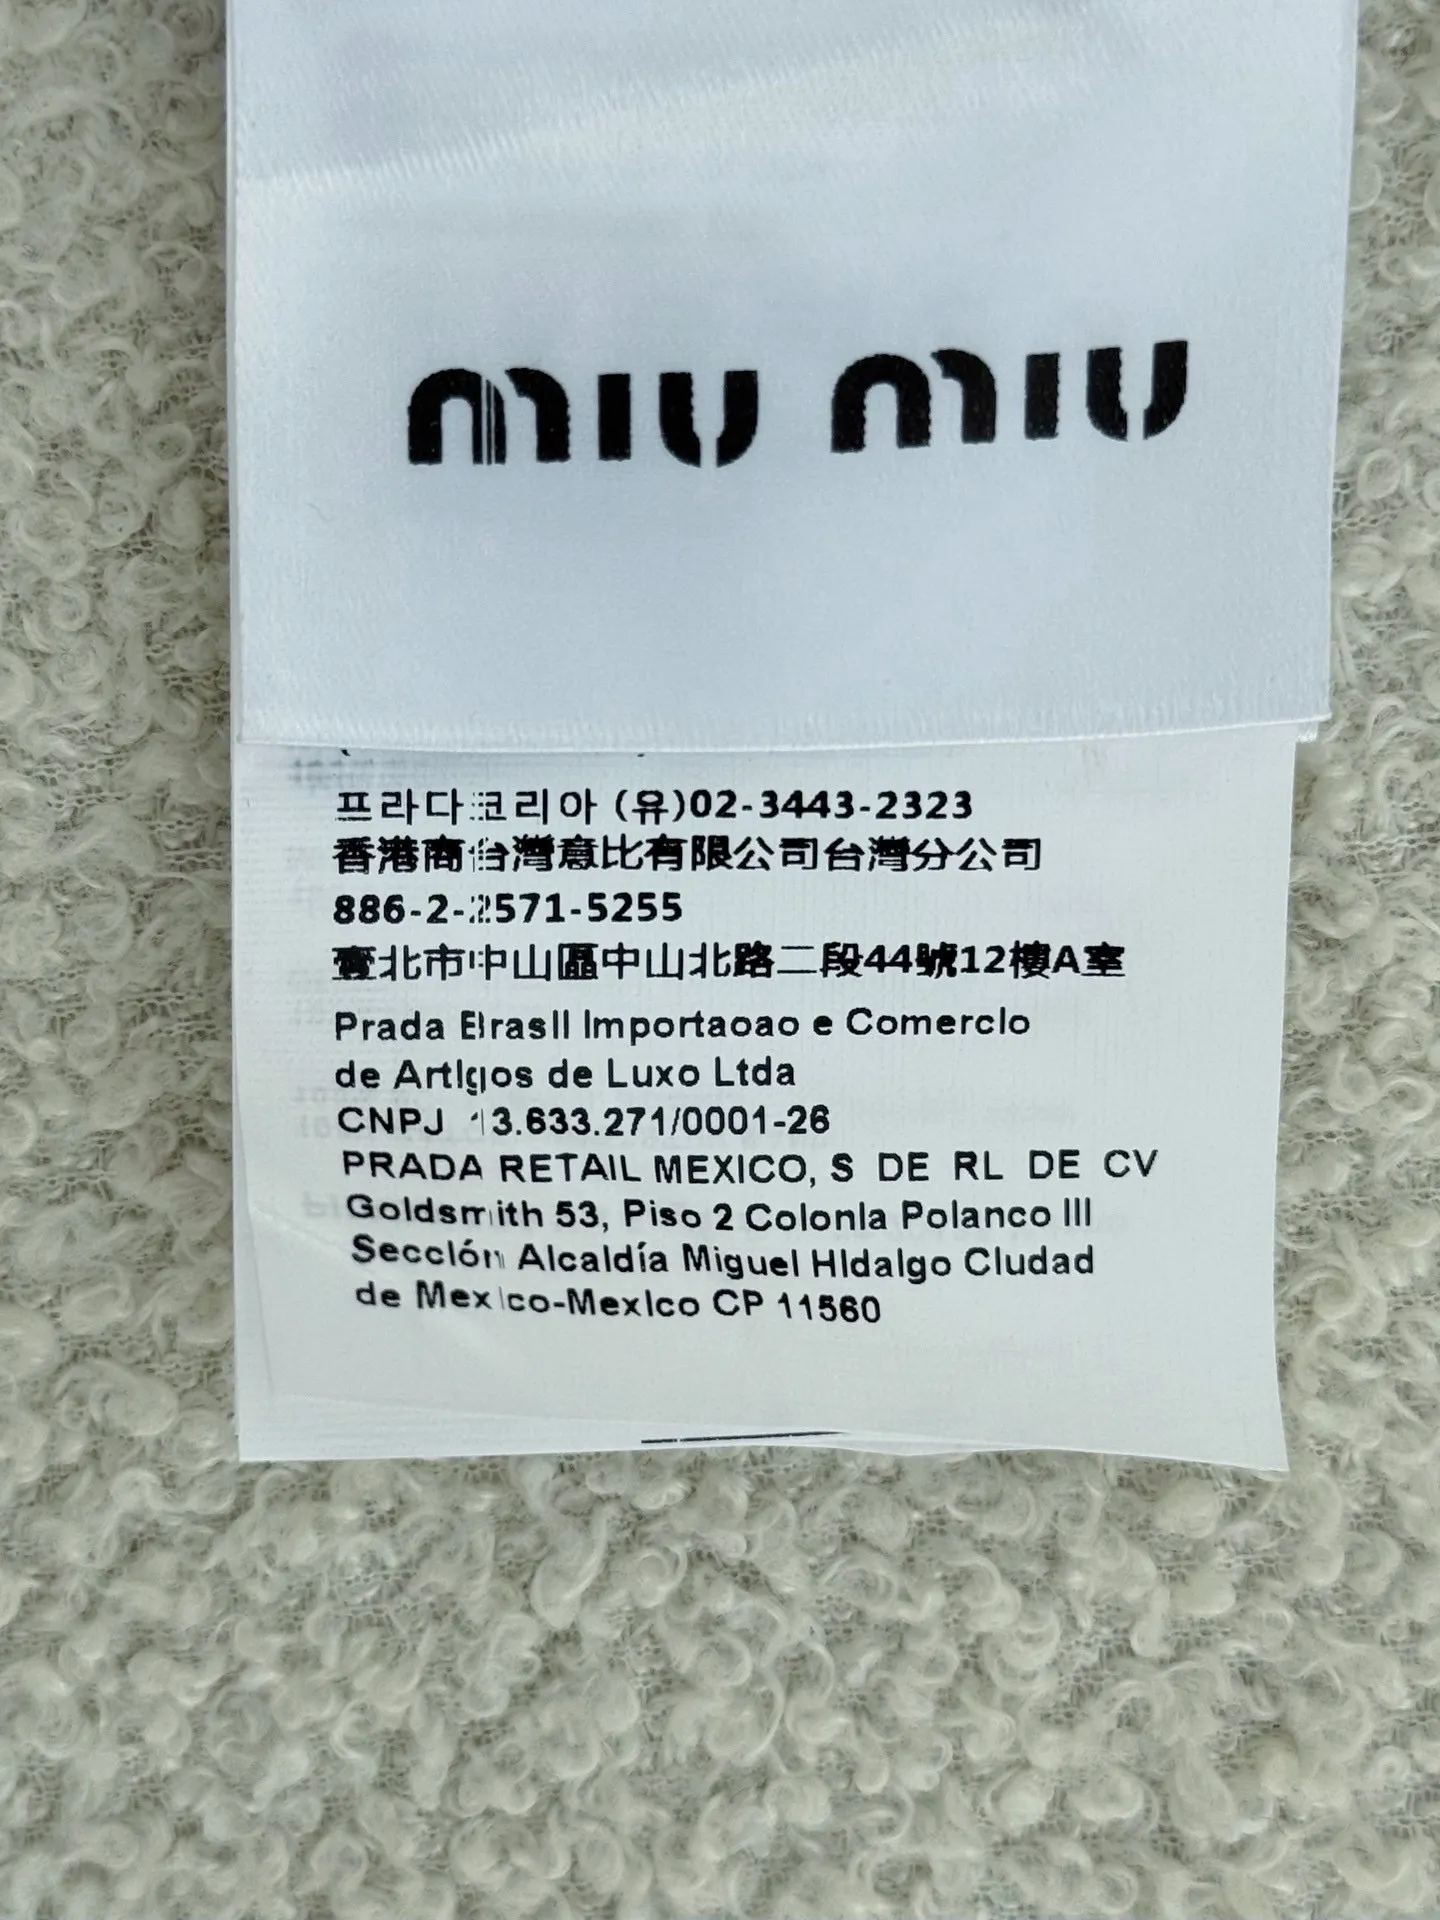 miu miu
프라다코리아 (유)02-3443-2323
香港商台灣意比有限公司台灣分公司
886-2-2571-5255
臺北市中山區中山北路二段44號12樓A室
Prada Brasll Importaoao e Comerclo
de Artlgos de Luxo Ltda
CNPJ 13.633.271/0001-26
PRADA RETAIL MEXICO, S DE RL DE CV
Goldsmith 53, Piso 2 Colonla Polanco III
Secclón Alcaldía Miguel Hldalgo Cludad
de Mexlco-Mexlco CP 11560